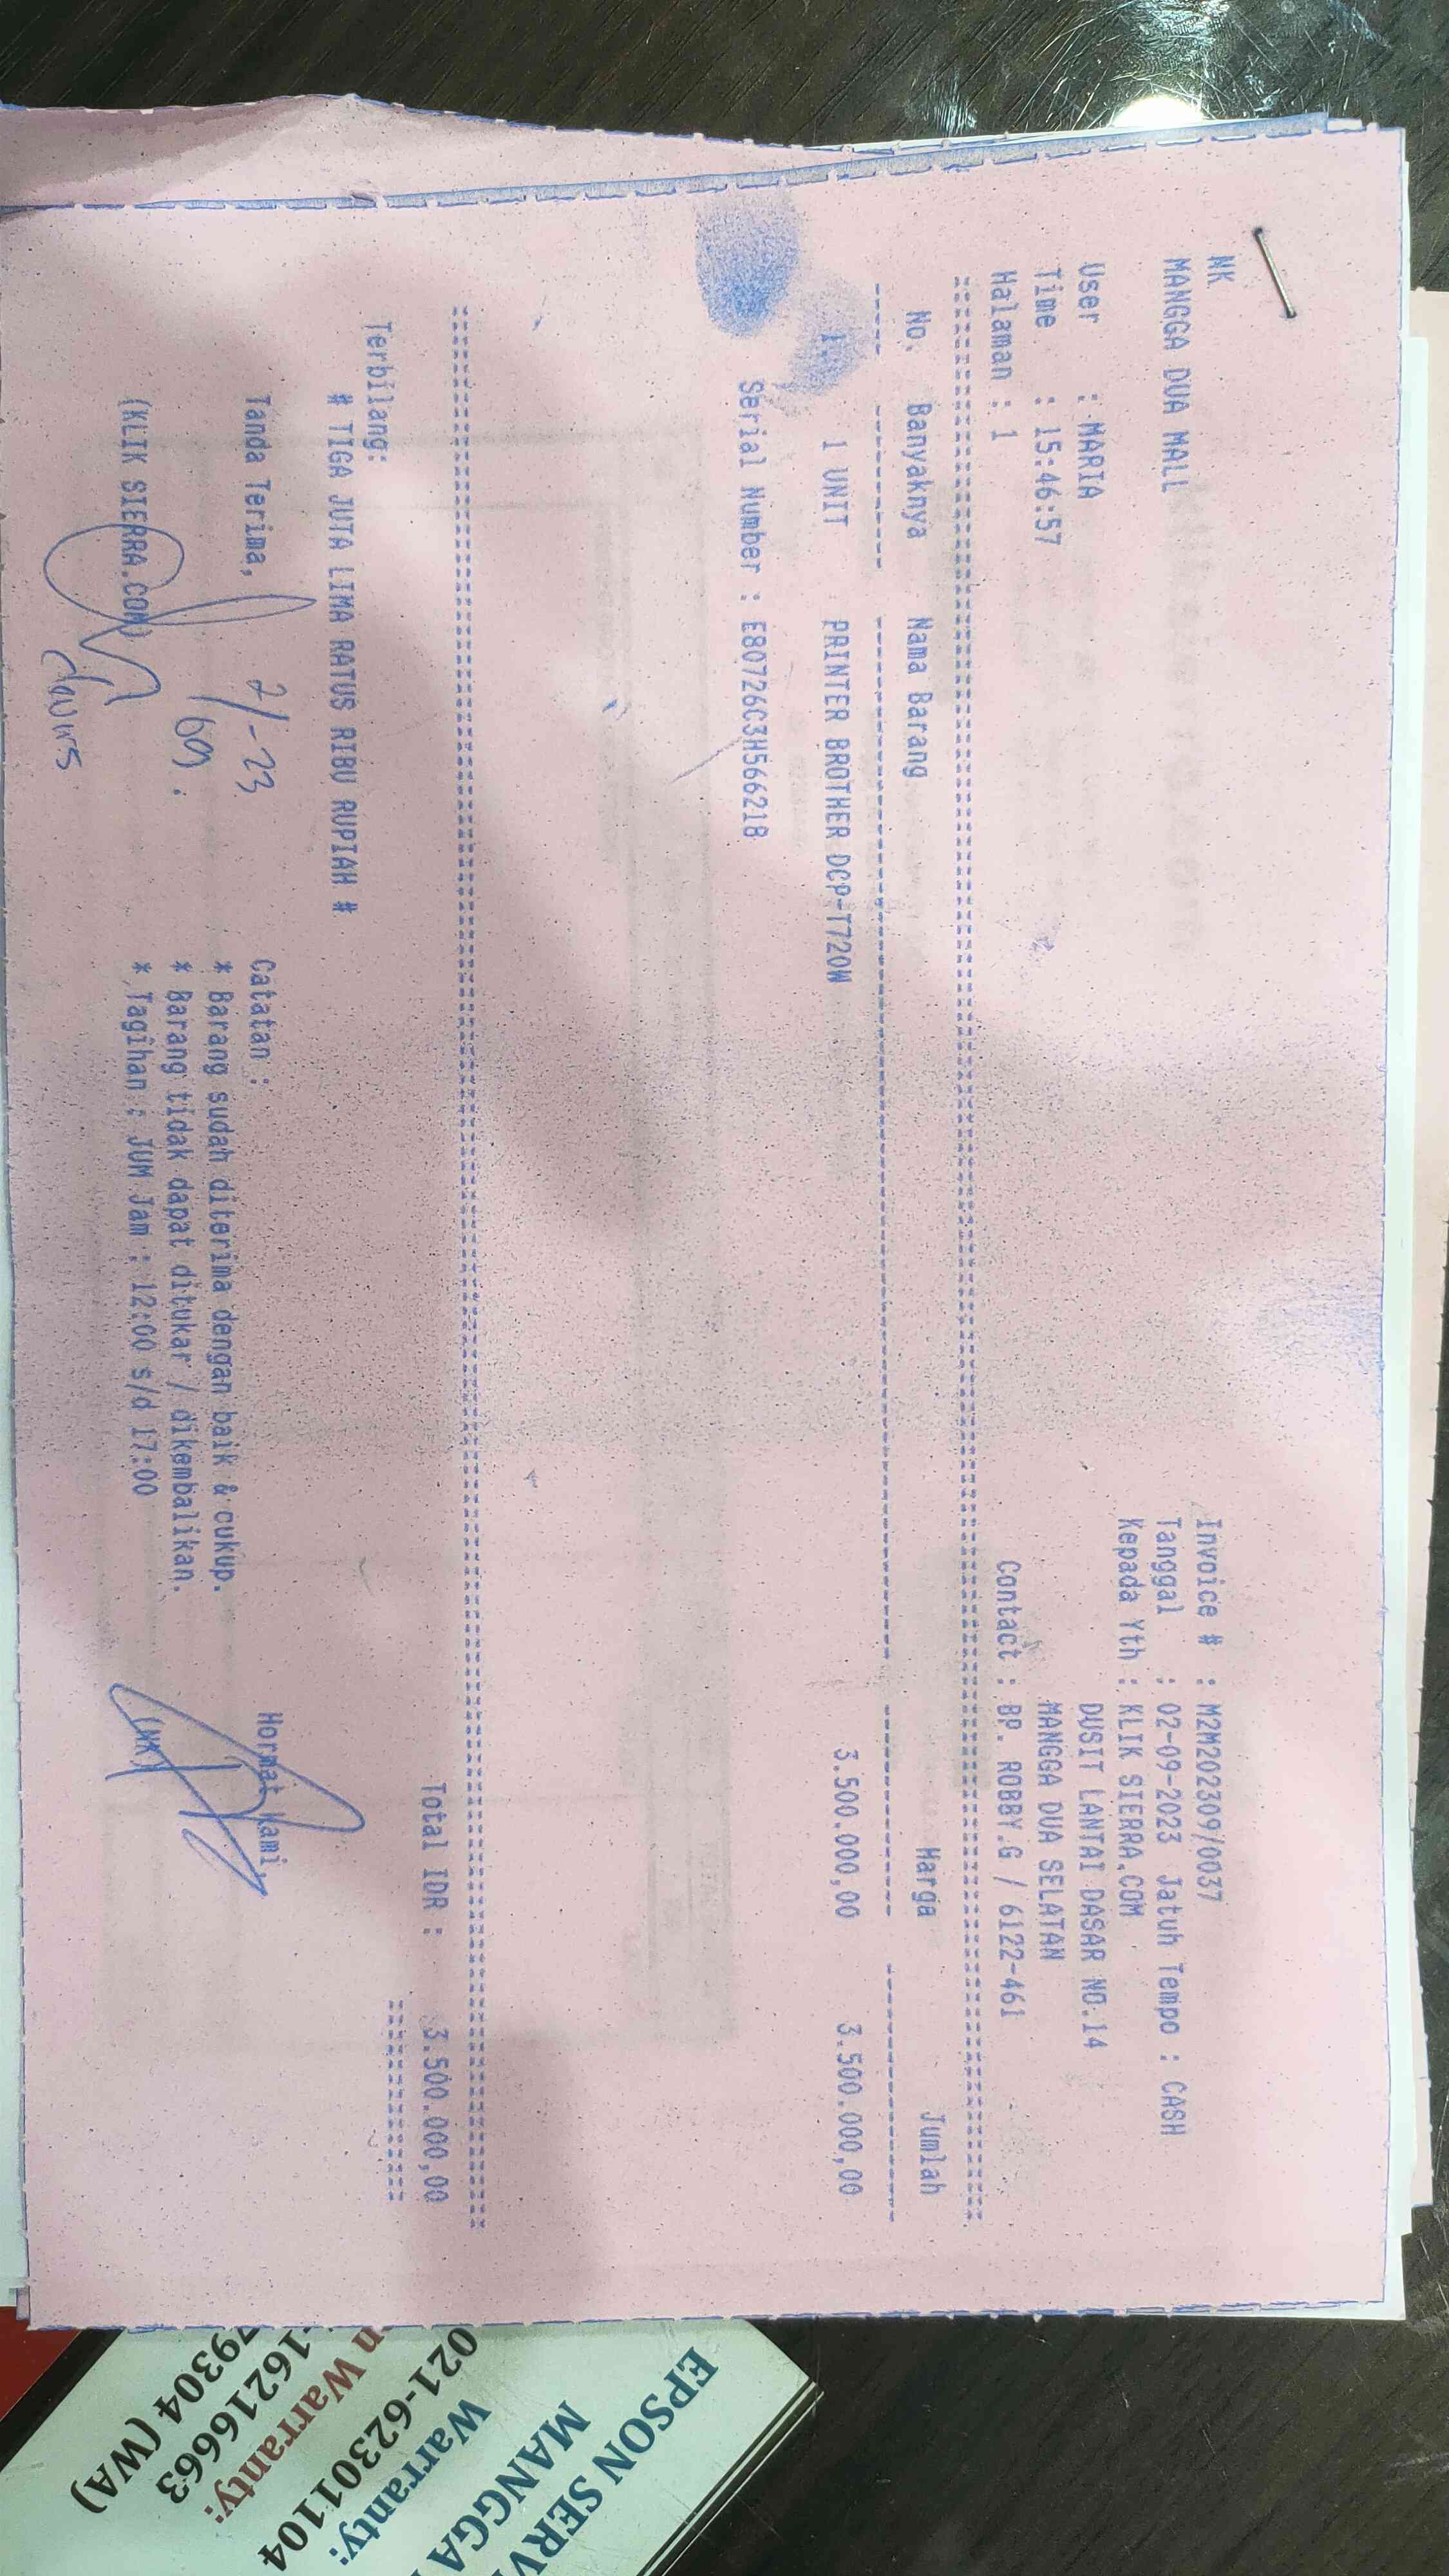 NK
MANGGA DUA MALL
Invoice # : M2M202309/0037
Tanggal : 02-09-2023 Jatuh Tempo : CASH
Kepada Yth : KLIK SIERRA.COM
DUSIT LANTAI DASAR NO.14
MANGGA DUA SELATAN
Contact : BP. ROBBY.G / 6122-461
User : MARIA
Time : 15:46:57
Halaman : 1
No. Banyaknya Nama Barang Harga Jumlah
1. 1 UNIT PRINTER BROTHER DCP-T720W 3.500.000,00 3.500.000,00
Serial Number : E80726C3H566218
Total IDR : 3.500.000,00
Terbilang:
# TIGA JUTA LIMA RATUS RIBU RUPIAH #
Tanda Terima,
2/-23
09.
(KLIK SIERRA.COM)
Catatan :
* Barang sudah diterima dengan baik & cukup.
* Barang tidak dapat ditukar / dikembalikan.
* Tagihan : JUM Jam : 12:00 s/d 17:00
Hormat Kami,
(NK)
EPSON SERV
MANGGA
Warranty:
021-62301104
n Warranty:
-16216663
79304 (WA)